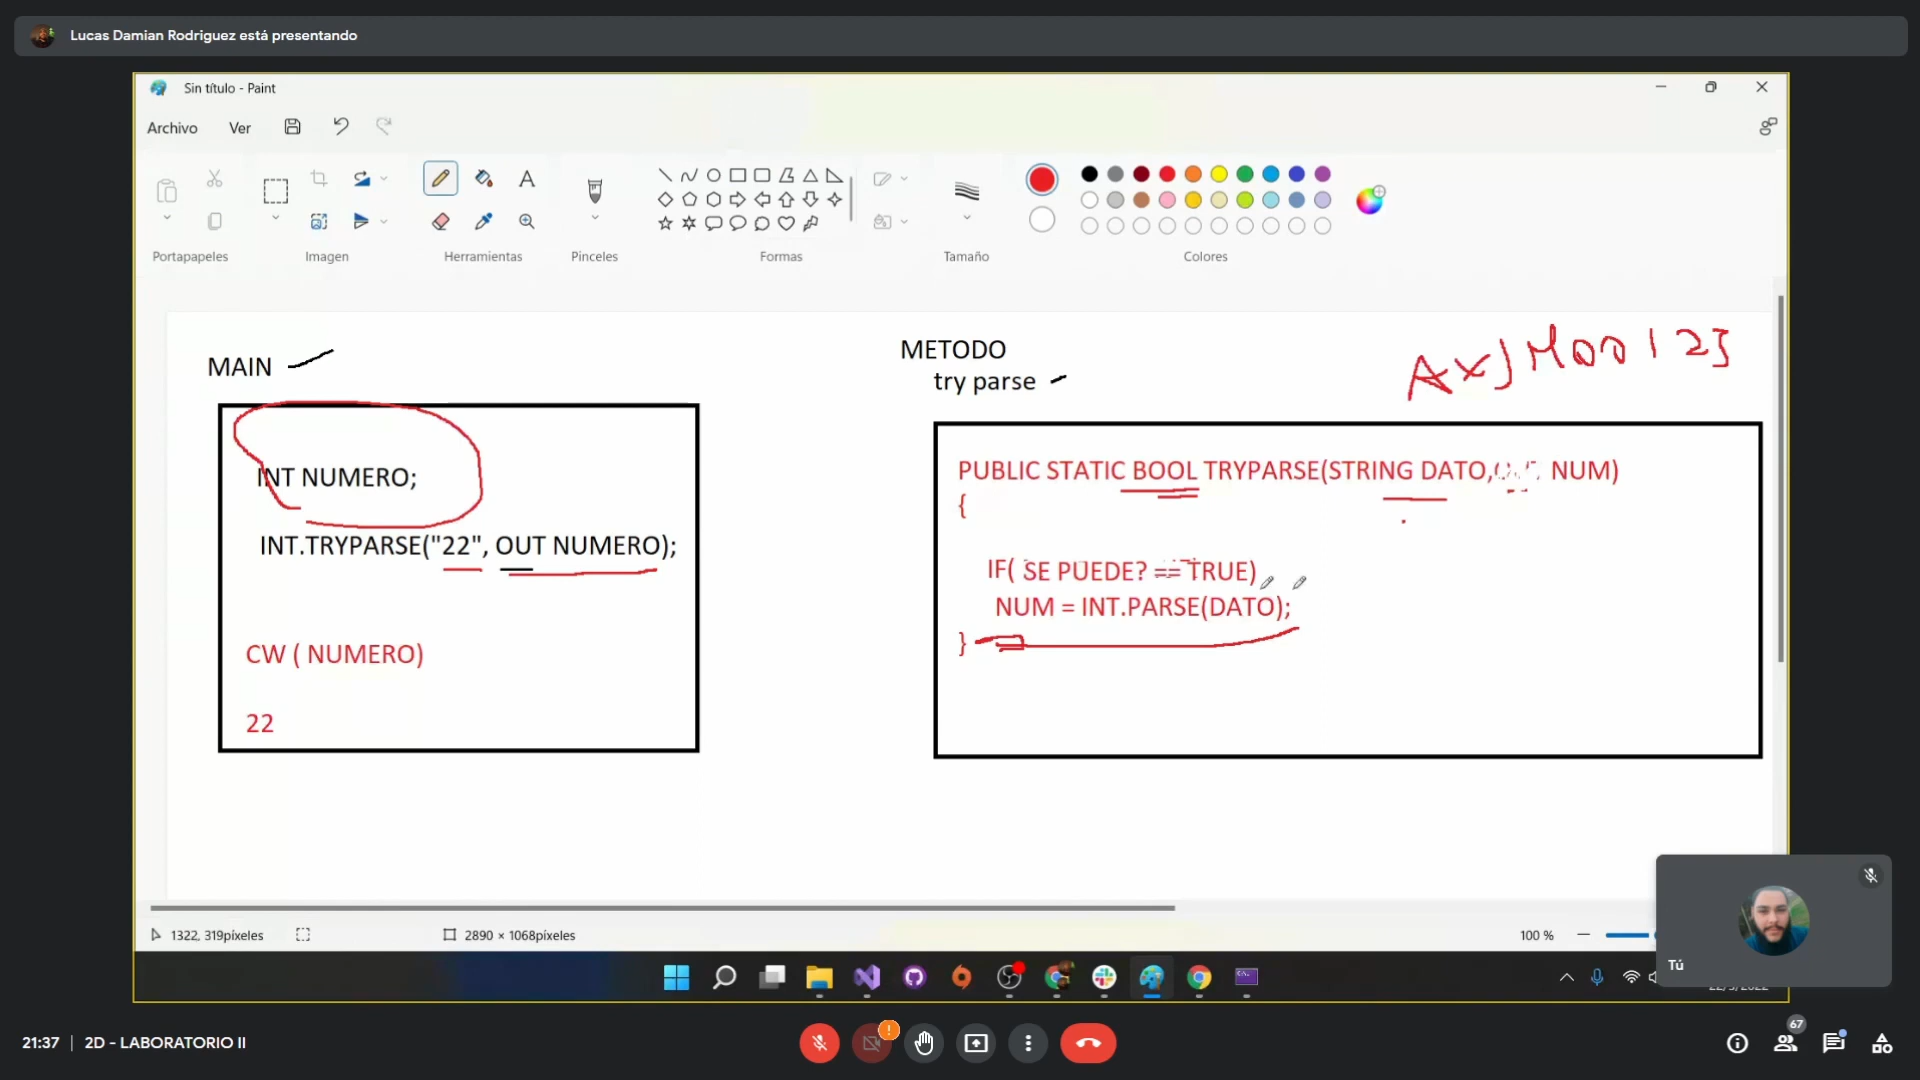 Lucas Damian Rodriguez está presentando
Sin título - Paint
Archivo Ver
Portapapeles Imagen Herramientas Pinceles Formas Tamaño Colores
MAIN
INT NUMERO;
INT.TRYPARSE("22", OUT NUMERO);
CW ( NUMERO)
22
METODO
try parse
PUBLIC STATIC BOOL TRYPARSE(STRING DATO, NUM)
{
IF( SE PUEDE? == TRUE)
NUM = INT.PARSE(DATO);
}
1322, 319píxeles
2890 × 1068píxeles
100 %
Tú
21:37 | 2D - LABORATORIO II
67